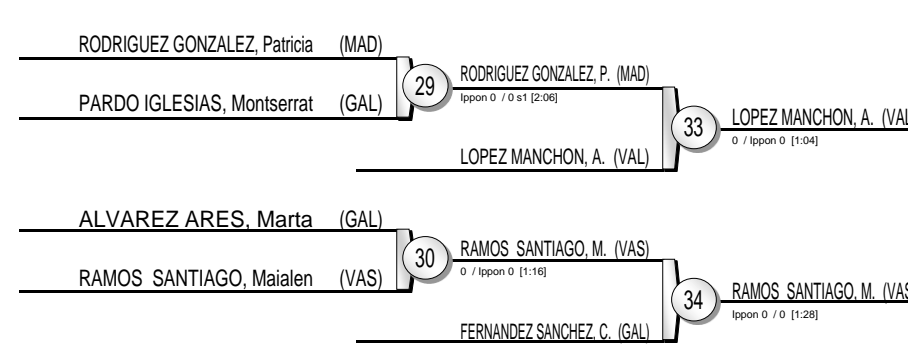 RODRIGUEZ GONZALEZ, Patricia (MAD)
PARDO IGLESIAS, Montserrat (GAL)
29
RODRIGUEZ GONZALEZ, P. (MAD)
Ippon 0 / 0 s1 [2:06]
LOPEZ MANCHON, A. (VAL)
33
LOPEZ MANCHON, A. (VAL
0 / Ippon 0 [1:04]
ALVAREZ ARES, Marta (GAL)
RAMOS SANTIAGO, Maialen (VAS)
30
RAMOS SANTIAGO, M. (VAS)
0 / Ippon 0 [1:16]
FERNANDEZ SANCHEZ, C. (GAL)
34
RAMOS SANTIAGO, M. (VAS
Ippon 0 / 0 [1:28]